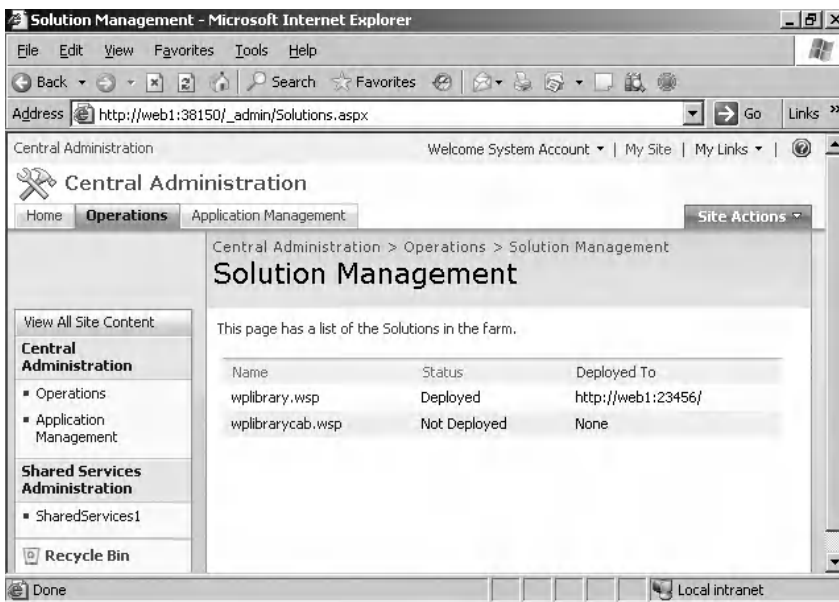 Solution Management - Microsoft Internet Explorer
File Edit View Favorites Tools Help
Back Search Favorites
Address http://web1:38150/_admin/Solutions.aspx Go Links »
Central Administration Welcome System Account | My Site | My Links |
Central Administration
Home Operations Application Management Site Actions
Central Administration > Operations > Solution Management
Solution Management
View All Site Content
Central
Administration
Operations
Application
Management
Shared Services
Administration
SharedServices1
Recycle Bin
This page has a list of the Solutions in the farm.
Name Status Deployed To
wplibrary.wsp Deployed http://web1:23456/
wplibrarycab.wsp Not Deployed None
Done Local intranet